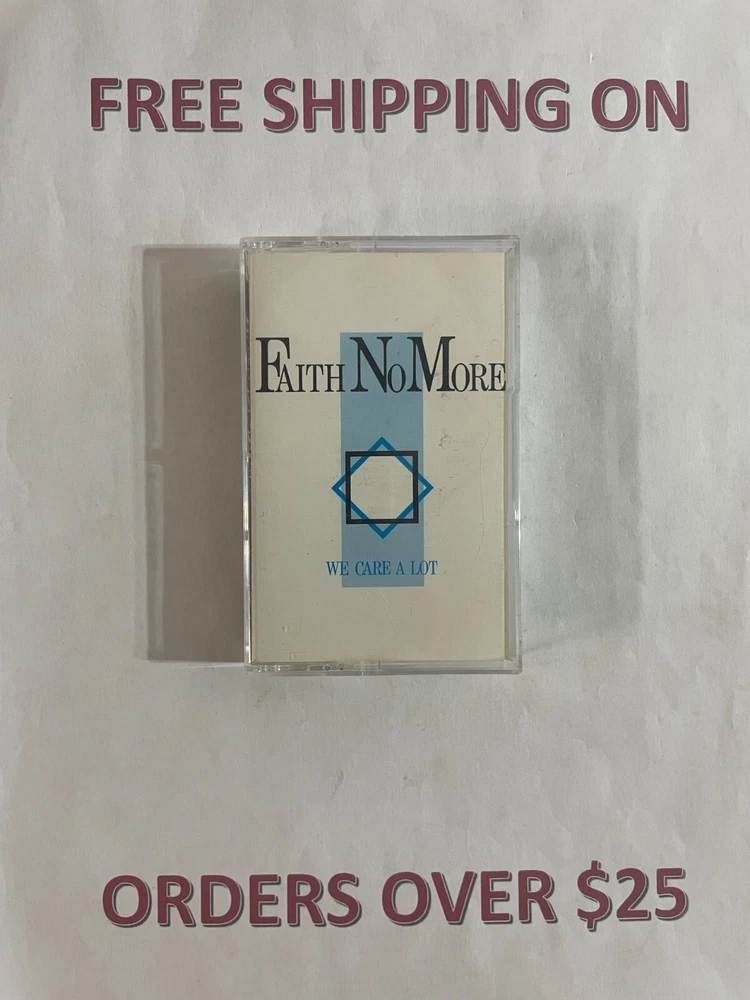 FREE SHIPPING ON
FAITH NO MORE
WE CARE A LOT
ORDERS OVER $25